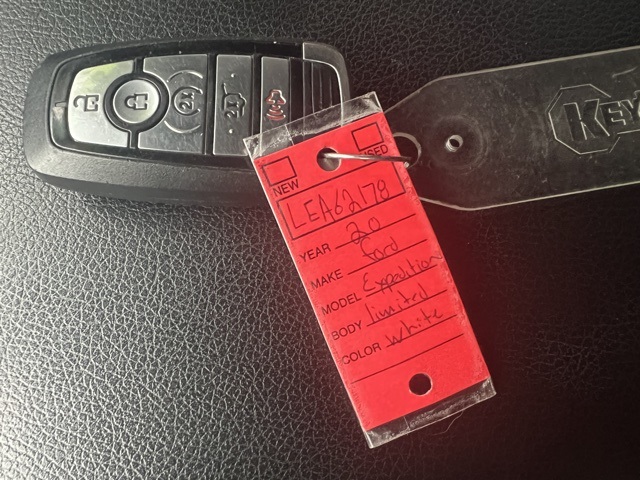 NEW USED
LEA62178
YEAR 20
MAKE Ford
MODEL Expedition
BODY limited
COLOR white
KEY